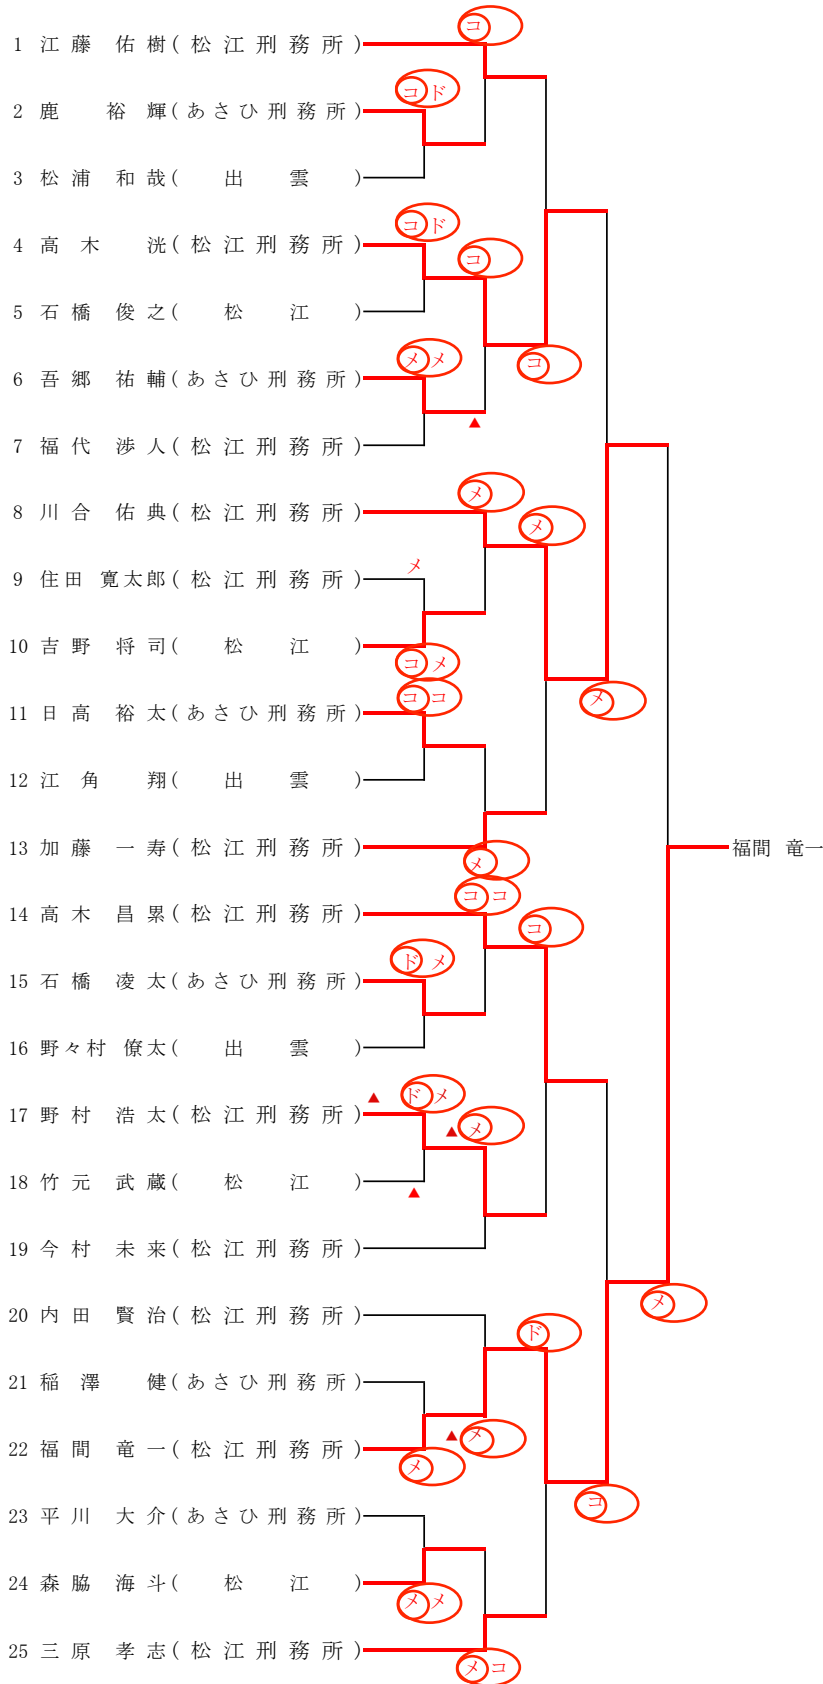 コ
1 江藤 佑樹(松江刑務所)
コド
2 鹿 裕輝(あさひ刑務所)
3 松浦 和哉( 出 雲 )
コド
4 高木 洸(松江刑務所)
コ
5 石橋 俊之( 松 江 )
メメ
コ
6 吾郷 祐輔(あさひ刑務所)
▲
7 福代 渉人(松江刑務所)
メ
8 川合 佑典(松江刑務所)
メ
メ
9 住田 寛太郎(松江刑務所)
10 吉野 将司( 松 江 )
コメ
ココ
メ
11 日高 裕太(あさひ刑務所)
12 江角 翔( 出 雲 )
13 加藤 一寿(松江刑務所)
福間 竜一
メ
ココ
14 高木 昌累(松江刑務所)
コ
ドメ
15 石橋 凌太(あさひ刑務所)
16 野々村 僚太( 出 雲 )
▲ ドメ
17 野村 浩太(松江刑務所)
▲ メ
18 竹元 武蔵( 松 江 )
▲
19 今村 未来(松江刑務所)
メ
20 内田 賢治(松江刑務所)
ド
21 稲澤 健(あさひ刑務所)
▲ メ
22 福間 竜一(松江刑務所)
メ
コ
23 平川 大介(あさひ刑務所)
24 森脇 海斗( 松 江 )
メメ
25 三原 孝志(松江刑務所)
メコ